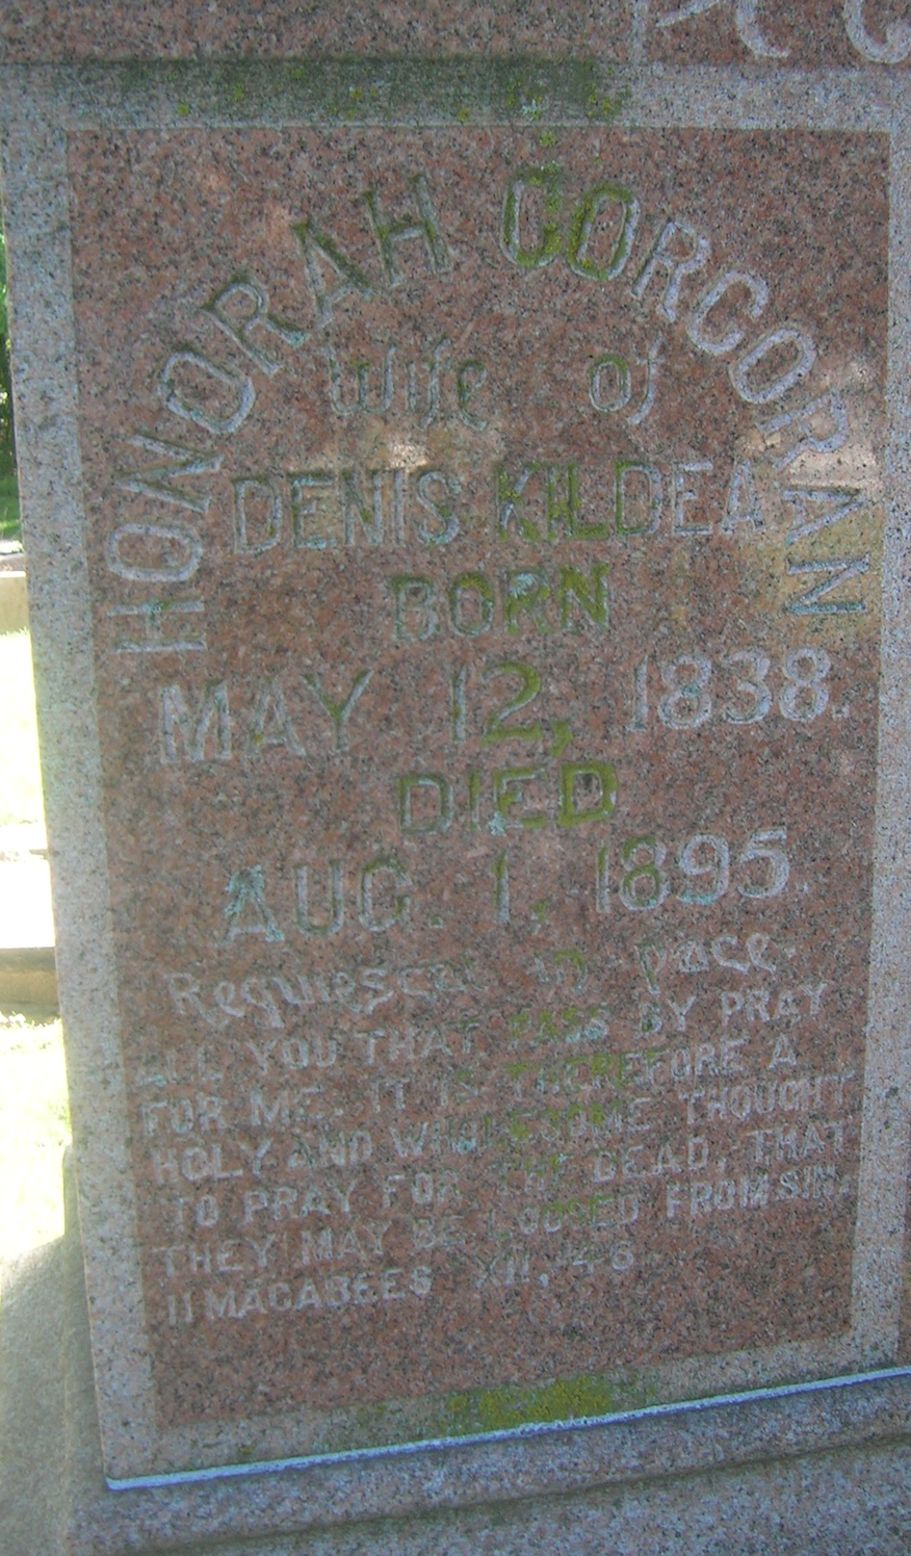 HONORAH CORCORAN
Wife of
DENIS KILDEA
BORN
MAY 12, 1838.
DIED
AUG. 1. 1895.
Requiescat in pace.
ALL YOU THAT PASS BY PRAY
FOR ME. IT IS THEREFORE A
HOLY AND WHOLESOME THOUGHT
TO PRAY FOR THE DEAD, THAT
THEY MAY BE LOOSED FROM SIN.
II MACABEES XII, 46